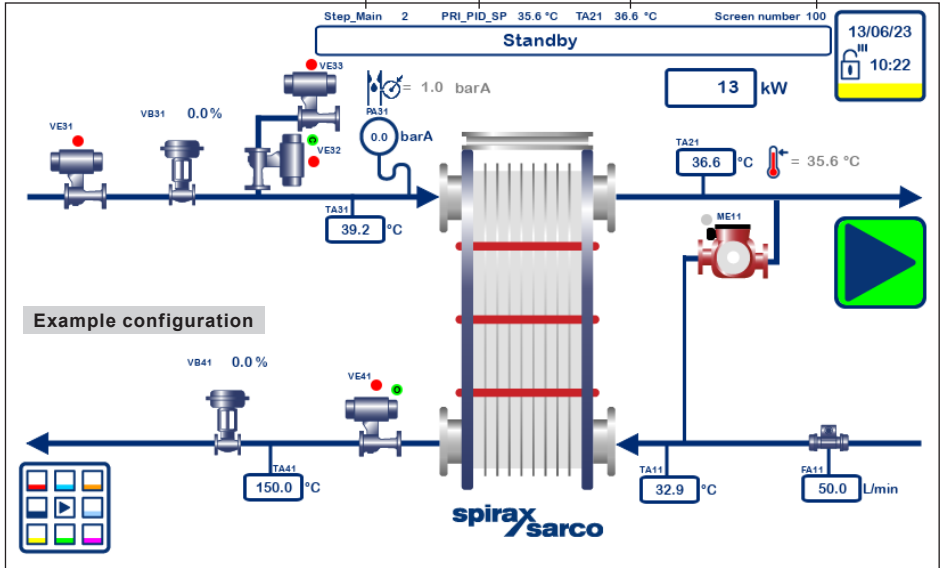 Step_Main 2 PRI_PID_SP 35.6 °C TA21 36.6 °C Screen number 100
Standby
13/06/23
10:22
13 kW
VE33
= 1.0 barA
PA31
0.0 barA
VB31 0.0 %
VE31
VE32
TA21
36.6 °C
= 35.6 °C
TA31
39.2 °C
ME11
Example configuration
VB41 0.0 %
VE41
TA41
150.0 °C
TA11
32.9 °C
FA11
50.0 L/min
spirax
sarco